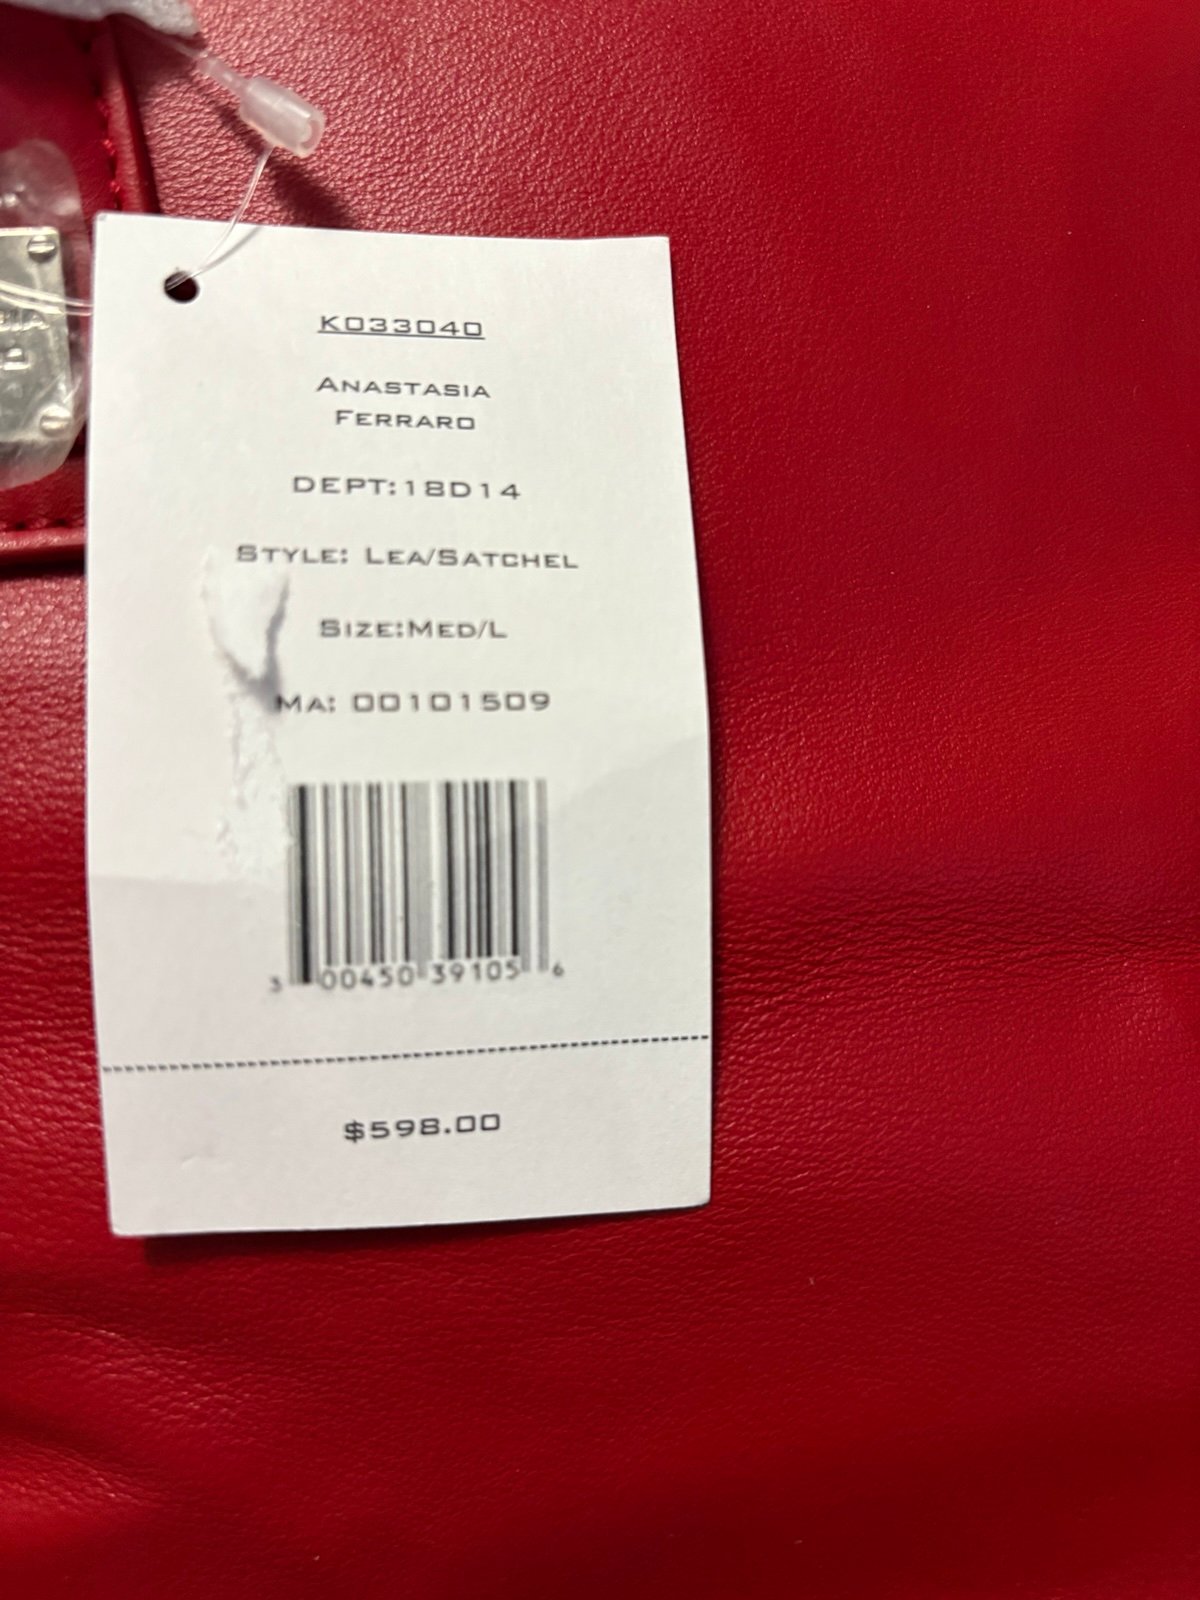 K033040
ANASTASIA
FERRARO
DEPT:18D14
STYLE: LEA/SATCHEL
SIZE:MED/L
MA: 00101509
3 00450 39105 6
$598.00